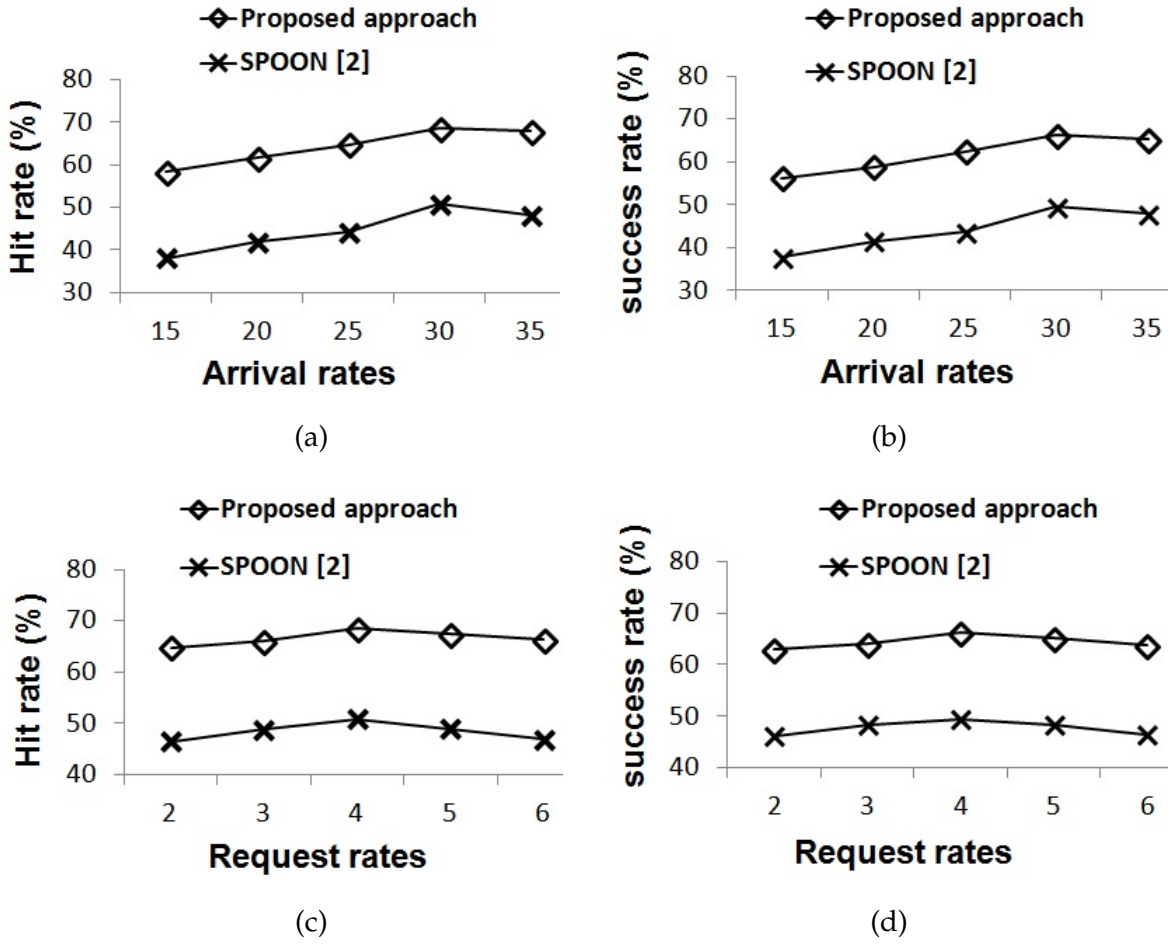 Proposed approach
SPOON [2]
Hit rate (%)
80
70
60
50
40
30
15 20 25 30 35
Arrival rates
(a)
Proposed approach
SPOON [2]
success rate (%)
80
70
60
50
40
30
15 20 25 30 35
Arrival rates
(b)
Proposed approach
SPOON [2]
Hit rate (%)
80
70
60
50
40
2 3 4 5 6
Request rates
(c)
Proposed approach
SPOON [2]
success rate (%)
80
70
60
50
40
2 3 4 5 6
Request rates
(d)